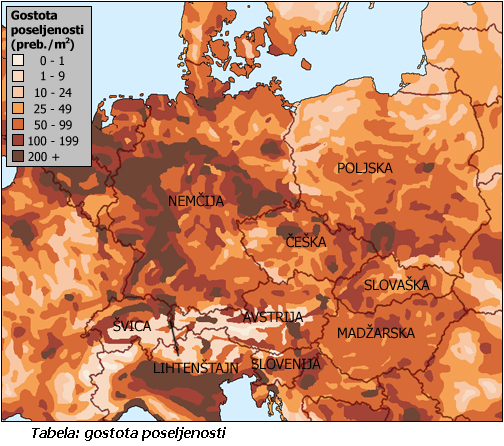 Gostota
poseljenosti
(preb./m²)
0 - 1
1 - 9
10 - 24
25 - 49
50 - 99
100 - 199
200 +
POLJSKA
NEMČIJA
ČEŠKA
SLOVAŠKA
AVSTRIJA
ŠVICA
MADŽARSKA
LIHTENŠTAJN
SLOVENIJA
Tabela: gostota poseljenosti